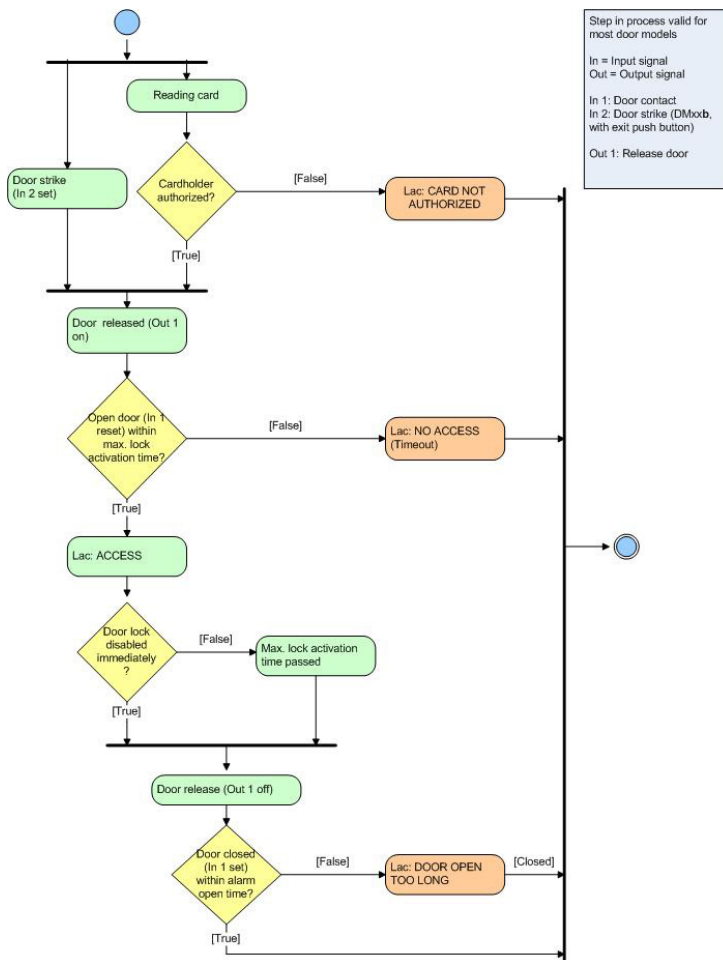 Step in process valid for
most door models
In = Input signal
Out = Output signal
In 1: Door contact
In 2: Door strike (DMxxb,
with exit push button)
Out 1: Release door
Reading card
Door strike
(In 2 set)
Cardholder
authorized?
[False]
Lac: CARD NOT
AUTHORIZED
[True]
Door released (Out 1
on)
Open door (In 1
reset) within
max. lock
activation time?
[False]
Lac: NO ACCESS
(Timeout)
[True]
Lac: ACCESS
Door lock
disabled
immediately
?
[False]
Max. lock activation
time passed
[True]
Door release (Out 1 off)
Door closed
(In 1 set)
within alarm
open time?
[False]
Lac: DOOR OPEN
TOO LONG
[Closed]
[True]